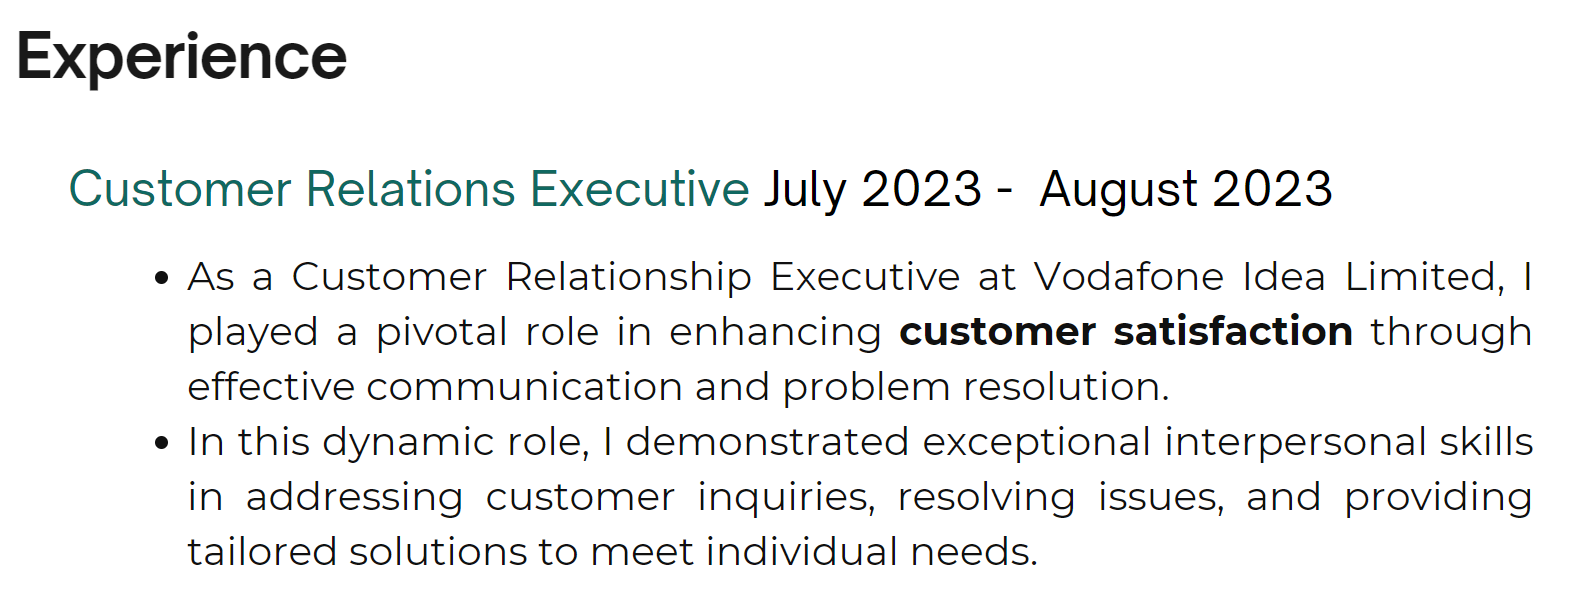 Experience
Customer Relations Executive July 2023 - August 2023
• As a Customer Relationship Executive at Vodafone Idea Limited, I
played a pivotal role in enhancing customer satisfaction through
effective communication and problem resolution.
• In this dynamic role, I demonstrated exceptional interpersonal skills
in addressing customer inquiries, resolving issues, and providing
tailored solutions to meet individual needs.